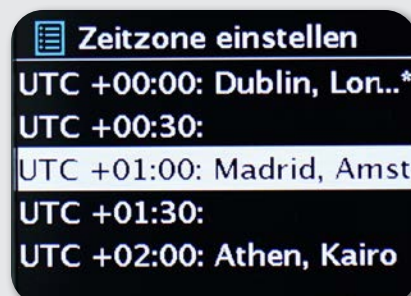 Zeitzone einstellen
UTC +00:00: Dublin, Lon...*
UTC +00:30:
UTC +01:00: Madrid, Amst
UTC +01:30:
UTC +02:00: Athen, Kairo